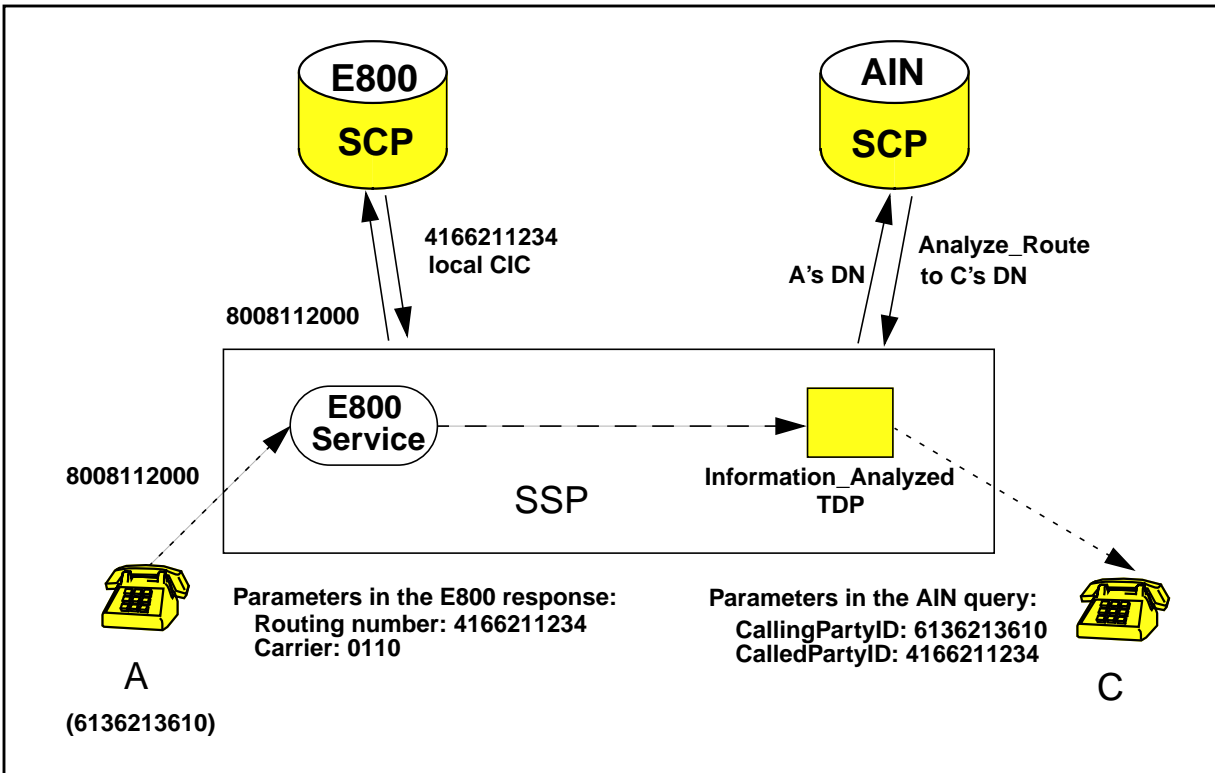 E800
SCP
AIN
SCP
4166211234
local CIC
8008112000
A’s DN
Analyze_Route
to C’s DN
E800
Service
8008112000
SSP
Information_Analyzed
TDP
Parameters in the E800 response:
Routing number: 4166211234
Carrier: 0110
Parameters in the AIN query:
CallingPartyID: 6136213610
CalledPartyID: 4166211234
A
(6136213610)
C